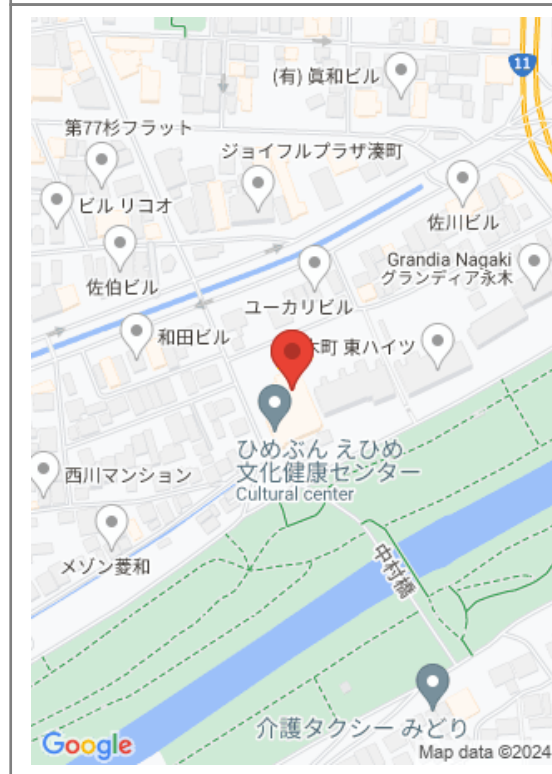 11
(有) 眞和ビル
第77杉フラット
ジョイフルプラザ湊町
ビル リコオ
佐川ビル
Grandia Nagaki
グランディア永木
佐伯ビル
ユーカリビル
和田ビル
町 東ハイツ
ひめぶん えひめ
文化健康センター
Cultural center
西川マンション
メゾン菱和
中村橋
介護タクシー みどり
Google
Map data ©2024